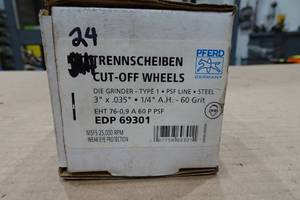 24
TRENNSCHEIBEN
CUT-OFF WHEELS
PFERD
GERMANY
DIE GRINDER - TYPE 1 • PSF LINE • STEEL
3" x .035" • 1/4" A.H. - 60 Grit
EHT 76-0,9 A 60 P PSF
EDP 69301
MSFS 25,000 RPM
WEAR EYE PROTECTION